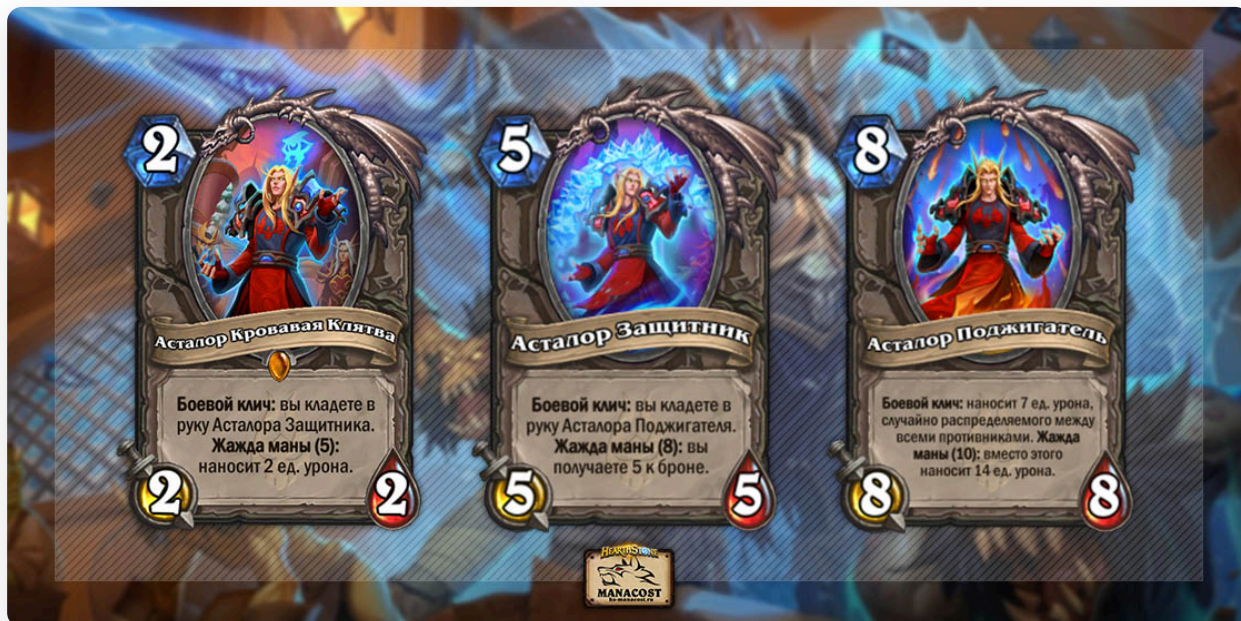 2
Асталор Кровавая Клятва
Боевой клич: вы кладете в
руку Асталора Защитника.
Жажда маны (5):
наносит 2 ед. урона.
2
2
5
Асталор Защитник
Боевой клич: вы кладете в
руку Асталора Поджигателя.
Жажда маны (8): вы
получаете 5 к броне.
5
5
8
Асталор Поджигатель
Боевой клич: наносит 7 ед. урона,
случайно распределяемого между
всеми противниками. Жажда
маны (10): вместо этого
наносит 14 ед. урона.
8
8
HEARTHSTONE
MANACOST
hs-manacost.ru